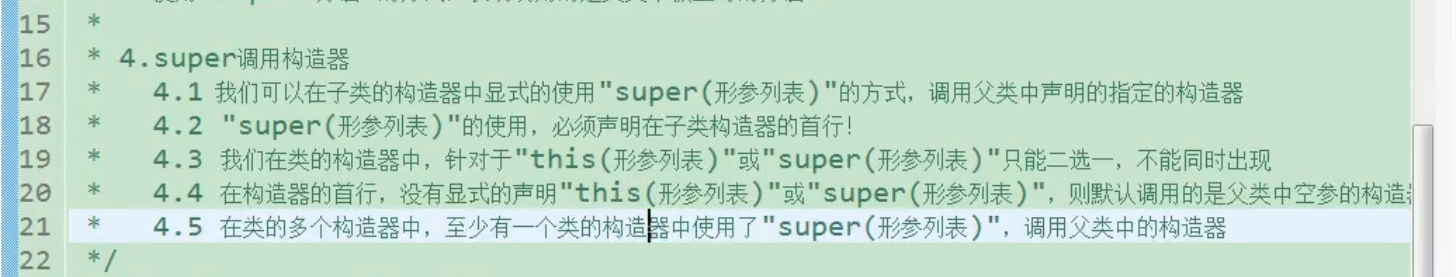 15 *
16 * 4.super调用构造器
17 * 4.1 我们可以在子类的构造器中显式的使用"super(形参列表)"的方式，调用父类中声明的指定的构造器
18 * 4.2 "super(形参列表)"的使用，必须声明在子类构造器的首行！
19 * 4.3 我们在类的构造器中，针对于"this(形参列表)"或"super(形参列表)"只能二选一，不能同时出现
20 * 4.4 在构造器的首行，没有显式的声明"this(形参列表)"或"super(形参列表)"，则默认调用的是父类中空参的构造
21 * 4.5 在类的多个构造器中，至少有一个类的构造器中使用了"super(形参列表)"，调用父类中的构造器
22 */